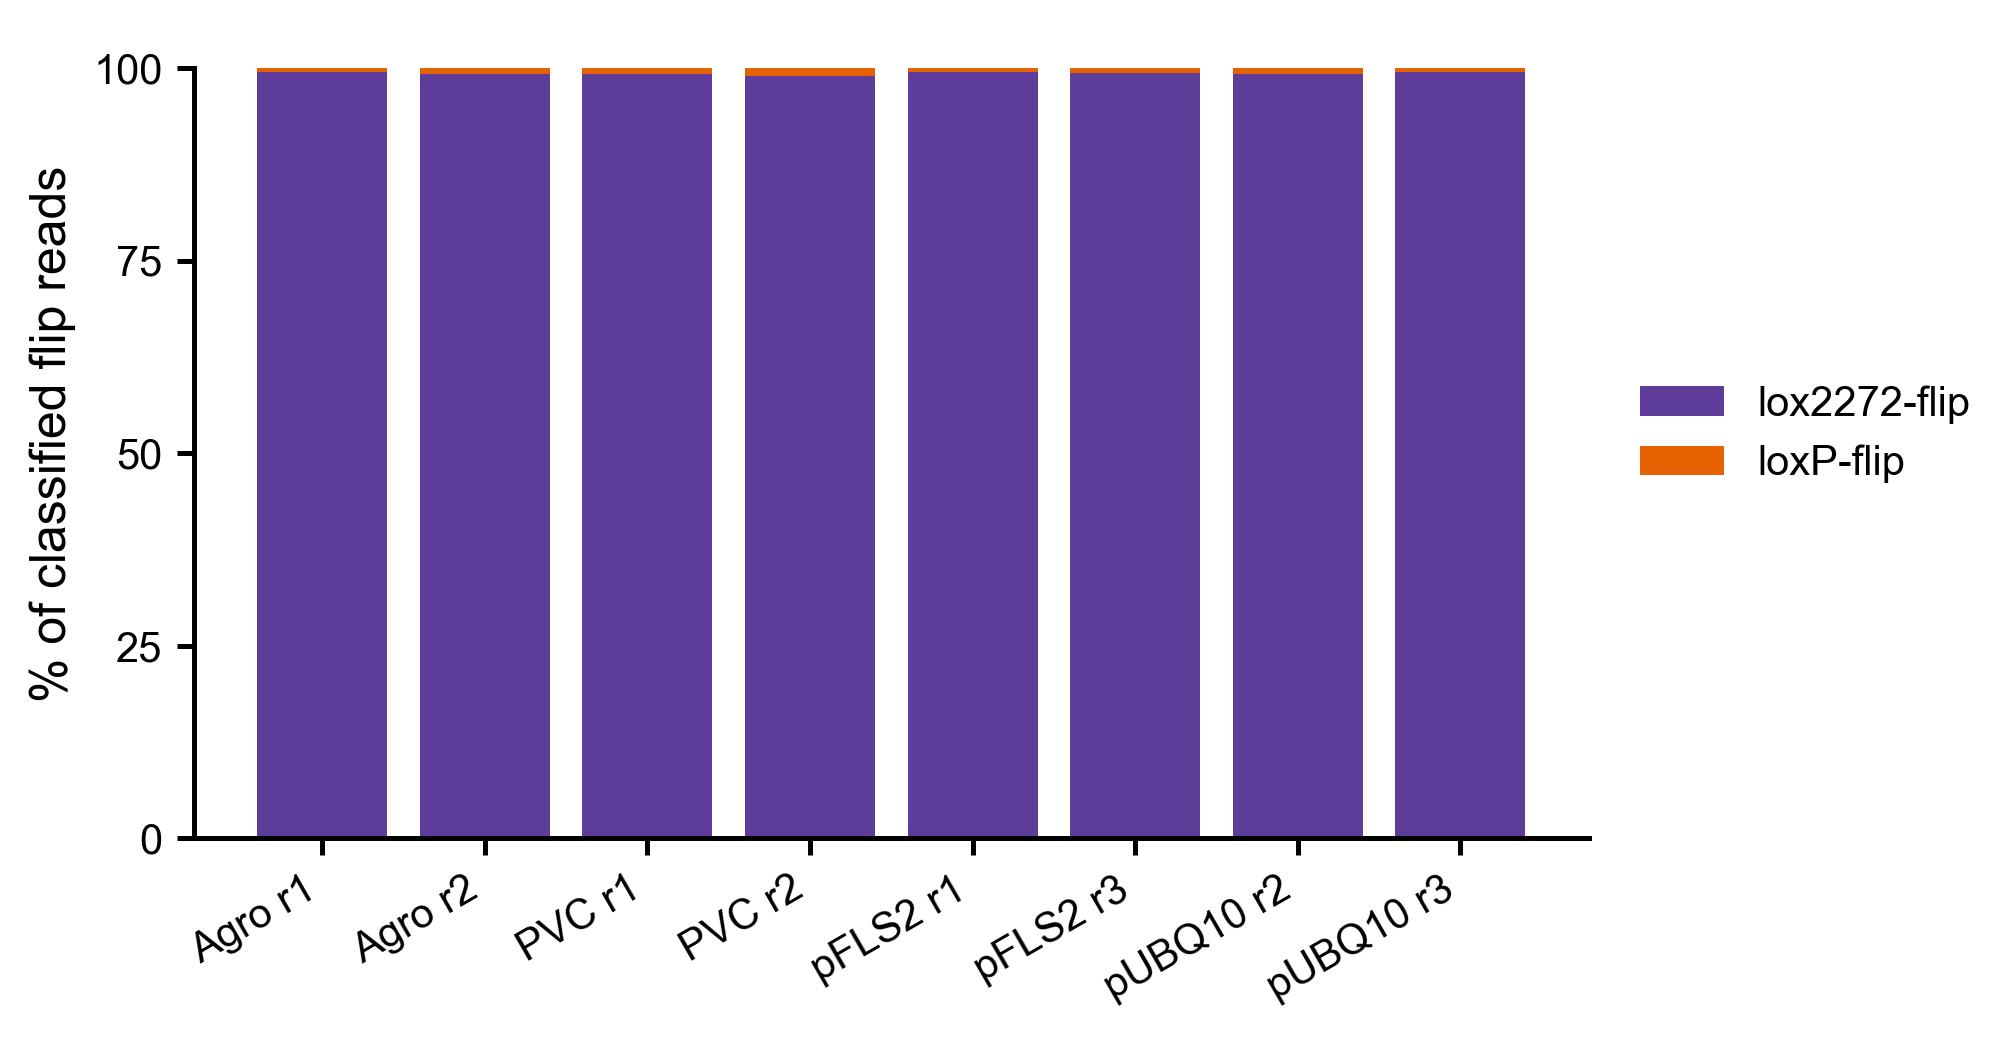 % of classified flip reads
100
75
50
25
0
Agro r1
Agro r2
PVC r1
PVC r2
pFLS2 r1
pFLS2 r3
pUBQ10 r2
pUBQ10 r3
lox2272-flip
loxP-flip